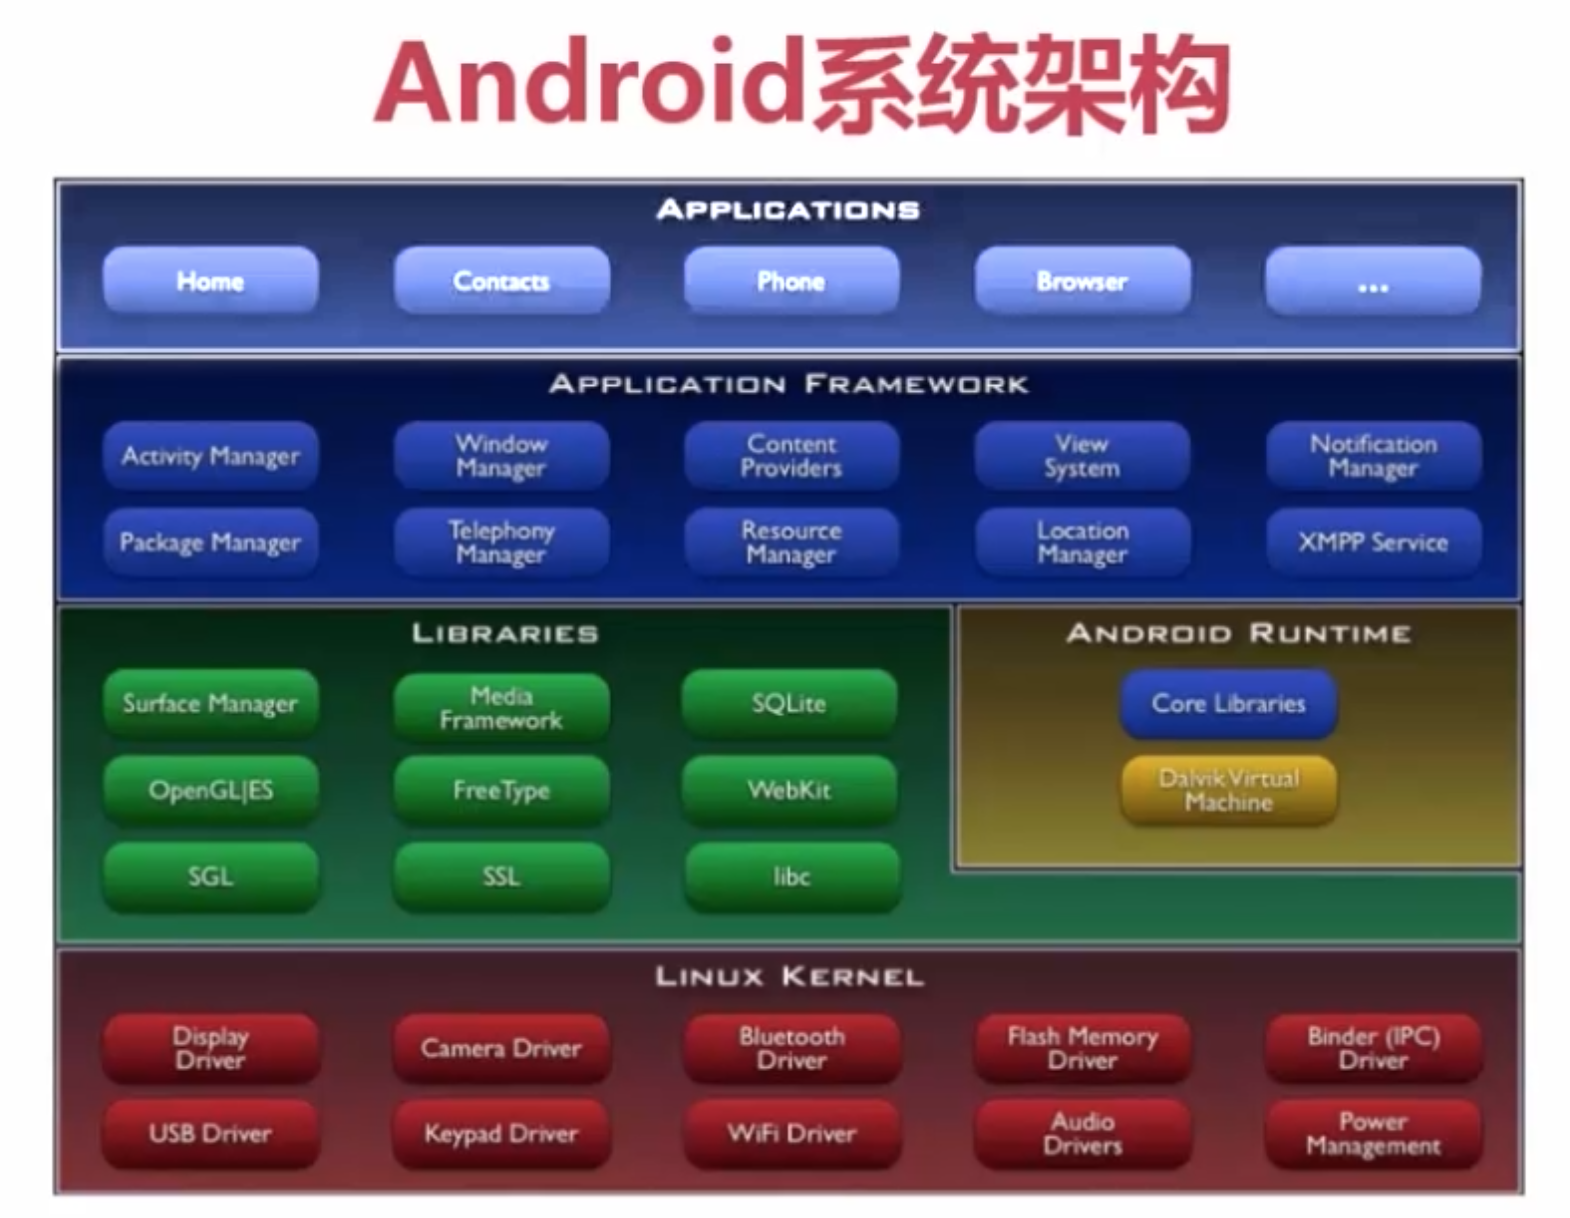 Android系统架构
APPLICATIONS
Home
Contacts
Phone
Browser
...
APPLICATION FRAMEWORK
Activity Manager
Window
Manager
Content
Providers
View
System
Notification
Manager
Package Manager
Telephony
Manager
Resource
Manager
Location
Manager
XMPP Service
LIBRARIES
Surface Manager
Media
Framework
SQLite
OpenGL|ES
FreeType
WebKit
SGL
SSL
libc
ANDROID RUNTIME
Core Libraries
Dalvik Virtual
Machine
LINUX KERNEL
Display
Driver
Camera Driver
Bluetooth
Driver
Flash Memory
Driver
Binder (IPC)
Driver
USB Driver
Keypad Driver
WiFi Driver
Audio
Drivers
Power
Management